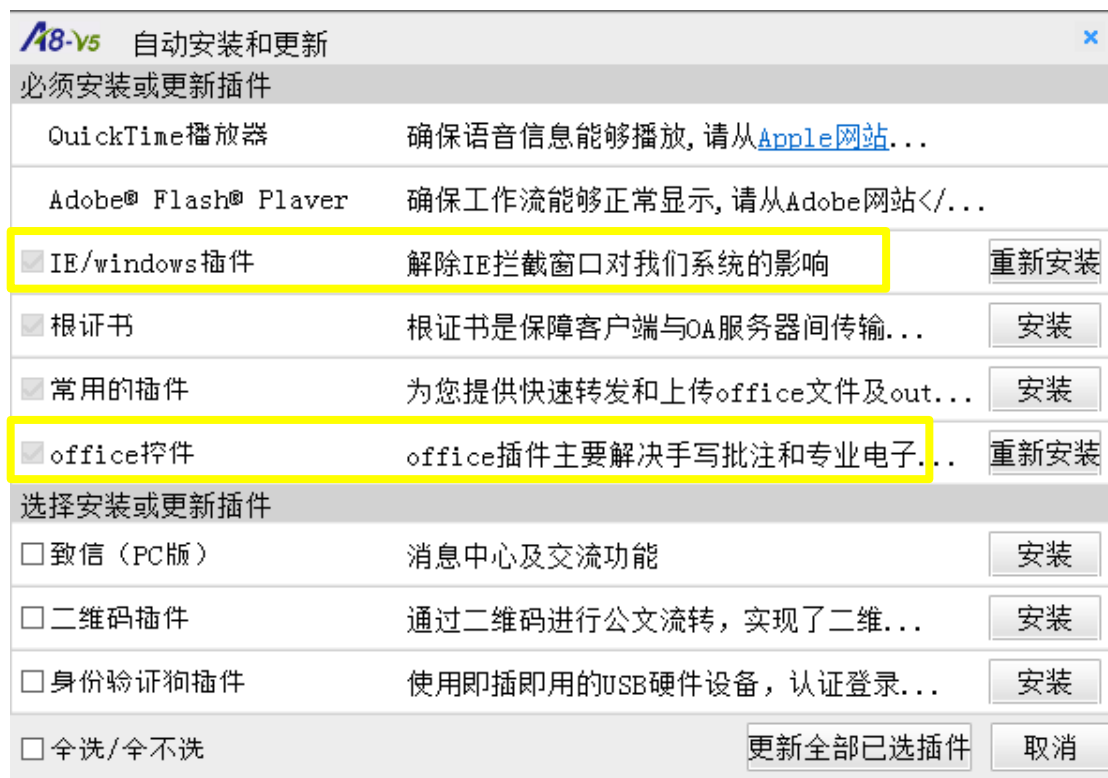 A8-V5 自动安装和更新 ×
必须安装或更新插件
QuickTime播放器 确保语音信息能够播放,请从Apple网站...
Adobe® Flash® Plaver 确保工作流能够正常显示,请从Adobe网站</...
IE/windows插件 解除IE拦截窗口对我们系统的影响 重新安装
根证书 根证书是保障客户端与OA服务器间传输... 安装
常用的插件 为您提供快速转发和上传office文件及out... 安装
office控件 office插件主要解决手写批注和专业电子... 重新安装
选择安装或更新插件
致信（PC版） 消息中心及交流功能 安装
二维码插件 通过二维码进行公文流转，实现了二维... 安装
身份验证狗插件 使用即插即用的USB硬件设备，认证登录... 安装
全选/全不选 更新全部已选插件 取消